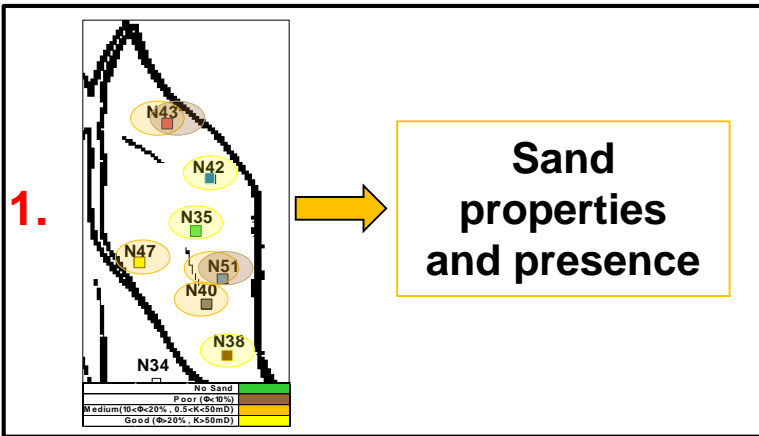 1.
N43
N42
N35
N47
N51
N40
N38
N34
No Sand
Poor (Φ<10%)
Medium(10<Φ<20% , 0.5<K<50mD)
Good (Φ>20% , K>50mD)
Sand
properties
and presence